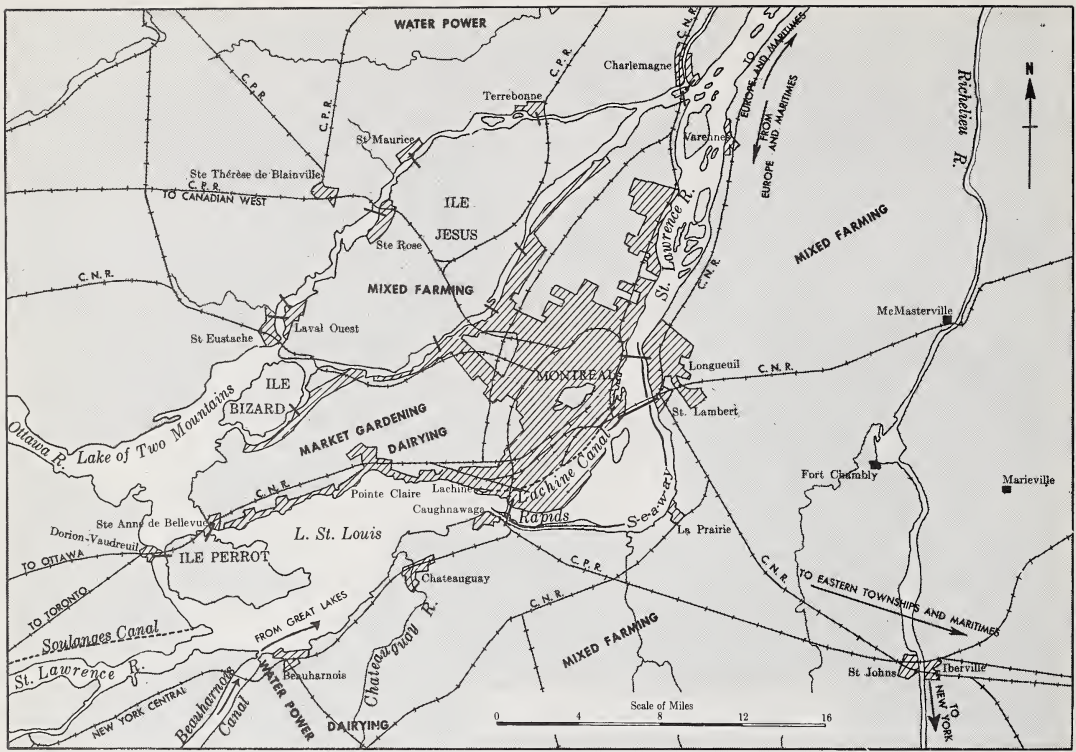 WATER POWER
C. N. R.
TO
EUROPE AND MARITIMES
FROM
EUROPE AND MARITIMES
Charlemagne
C.P.R.
C.P.R.
C.P.R.
Terrebonne
Richelieu R.
N
Varennes
St Maurice
Ste Thérèse de Blainville
C. P. R.
TO CANADIAN WEST
ILE
JESUS
Ste Rose
St. Lawrence R.
MIXED FARMING
C. N. R.
C. N. R.
MIXED FARMING
McMasterville
Laval Ouest
St Eustache
Longueuil
C. N. R.
MONTREAL
ILE
BIZARD
St. Lambert
Lake of Two Mountains
Ottawa R.
MARKET GARDENING
DAIRYING
Fort Chambly
Marieville
C. N. R.
Lachine
Lachine Canal
Pointe Claire
Caughnawaga
Rapids
S-e-a-w-a-y
La Prairie
Ste Anne de Bellevue
L. St. Louis
Dorion-Vaudreuil
ILE PERROT
TO OTTAWA
C. P. R.
C. N. R.
Chateauguay
TO EASTERN TOWNSHIPS AND MARITIMES
TO TORONTO
C. N. R.
FROM GREAT LAKES
Chateauguay R.
Soulanges Canal
MIXED FARMING
St. Lawrence R.
Beauharnois
St Johns
Iberville
NEW YORK CENTRAL
Beauharnois
Canal
WATER POWER
DAIRYING
TO
NEW YORK
Scale of Miles
0 4 8 12 16